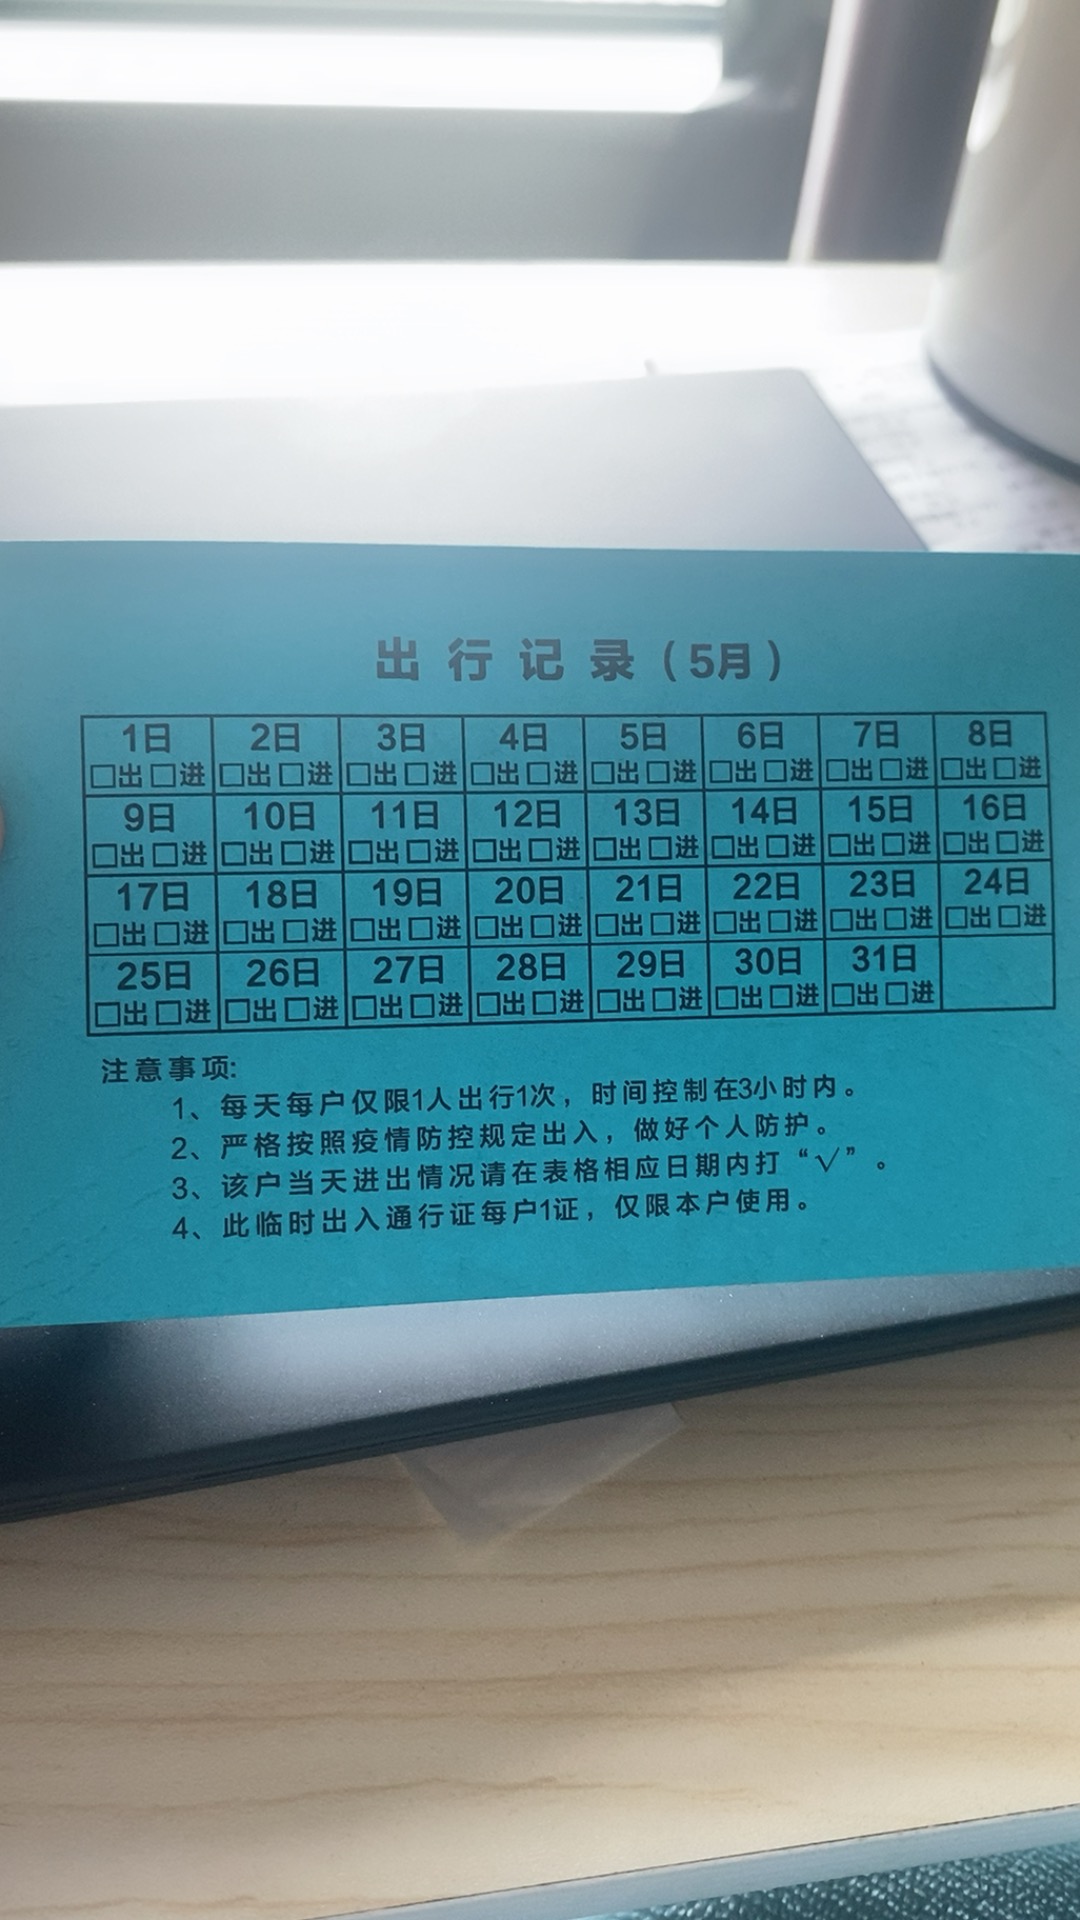 出行记录（5月）
1日 2日 3日 4日 5日 6日 7日 8日
□出□进 □出□进 □出□进 □出□进 □出□进 □出□进 □出□进 □出□进
9日 10日 11日 12日 13日 14日 15日 16日
□出□进 □出□进 □出□进 □出□进 □出□进 □出□进 □出□进 □出□进
17日 18日 19日 20日 21日 22日 23日 24日
□出□进 □出□进 □出□进 □出□进 □出□进 □出□进 □出□进 □出□进
25日 26日 27日 28日 29日 30日 31日
□出□进 □出□进 □出□进 □出□进 □出□进 □出□进 □出□进
注意事项:
1、每天每户仅限1人出行1次，时间控制在3小时内。
2、严格按照疫情防控规定出入，做好个人防护。
3、该户当天进出情况请在表格相应日期内打“√”。
4、此临时出入通行证每户1证，仅限本户使用。